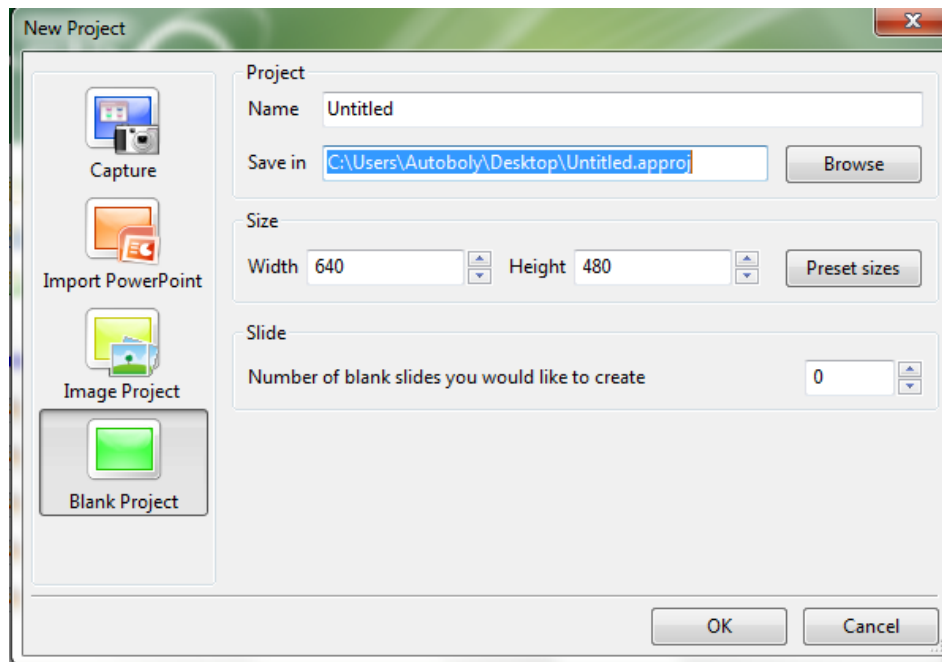 New Project
Capture
Import PowerPoint
Image Project
Blank Project
Project
Name Untitled
Save in C:\Users\Autoboly\Desktop\Untitled.approj Browse
Size
Width 640 Height 480 Preset sizes
Slide
Number of blank slides you would like to create 0
OK Cancel